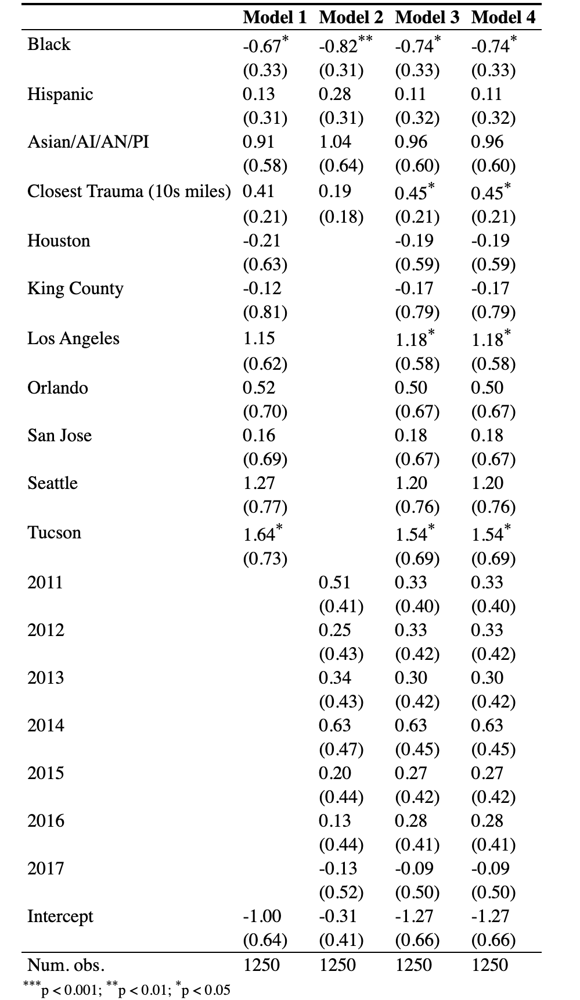 Model 1 Model 2 Model 3 Model 4
Black -0.67* -0.82** -0.74* -0.74*
(0.33) (0.31) (0.33) (0.33)
Hispanic 0.13 0.28 0.11 0.11
(0.31) (0.31) (0.32) (0.32)
Asian/AI/AN/PI 0.91 1.04 0.96 0.96
(0.58) (0.64) (0.60) (0.60)
Closest Trauma (10s miles) 0.41 0.19 0.45* 0.45*
(0.21) (0.18) (0.21) (0.21)
Houston -0.21 -0.19 -0.19
(0.63) (0.59) (0.59)
King County -0.12 -0.17 -0.17
(0.81) (0.79) (0.79)
Los Angeles 1.15 1.18* 1.18*
(0.62) (0.58) (0.58)
Orlando 0.52 0.50 0.50
(0.70) (0.67) (0.67)
San Jose 0.16 0.18 0.18
(0.69) (0.67) (0.67)
Seattle 1.27 1.20 1.20
(0.77) (0.76) (0.76)
Tucson 1.64* 1.54* 1.54*
(0.73) (0.69) (0.69)
2011 0.51 0.33 0.33
(0.41) (0.40) (0.40)
2012 0.25 0.33 0.33
(0.43) (0.42) (0.42)
2013 0.34 0.30 0.30
(0.43) (0.42) (0.42)
2014 0.63 0.63 0.63
(0.47) (0.45) (0.45)
2015 0.20 0.27 0.27
(0.44) (0.42) (0.42)
2016 0.13 0.28 0.28
(0.44) (0.41) (0.41)
2017 -0.13 -0.09 -0.09
(0.52) (0.50) (0.50)
Intercept -1.00 -0.31 -1.27 -1.27
(0.64) (0.41) (0.66) (0.66)
Num. obs. 1250 1250 1250 1250
***p < 0.001; **p < 0.01; *p < 0.05